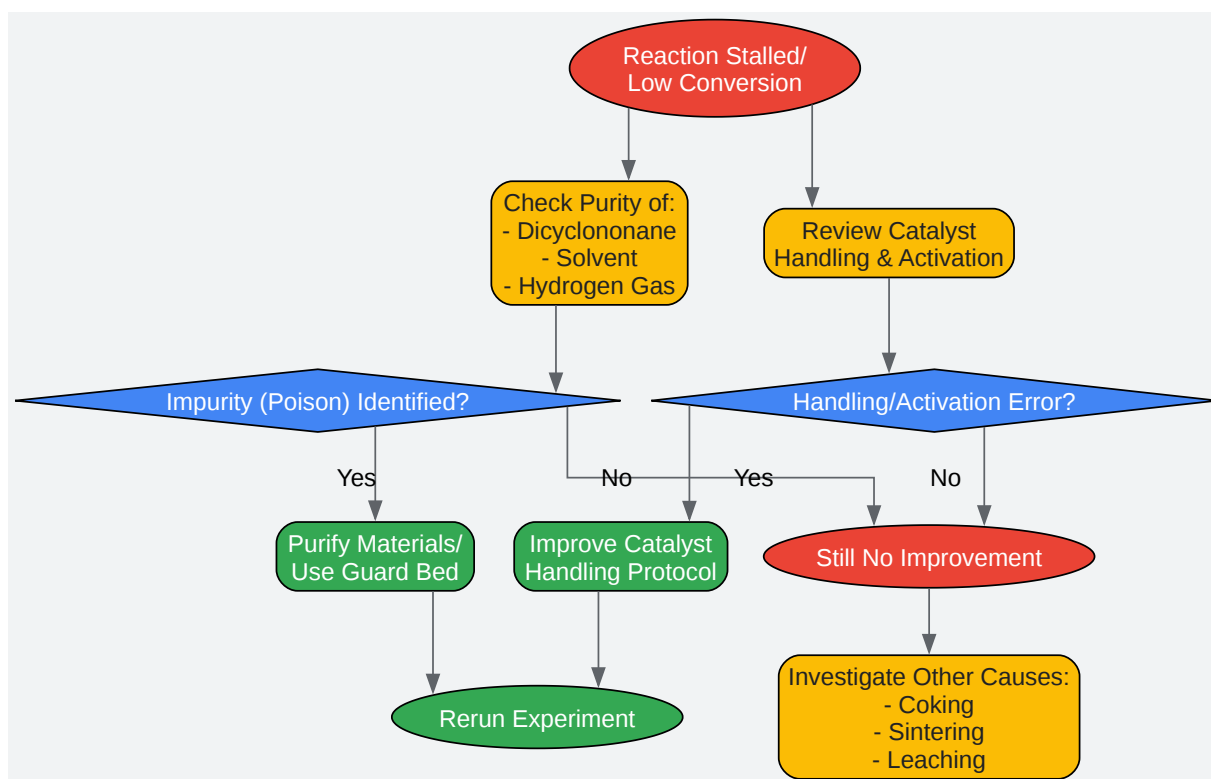 Reaction Stalled/
Low Conversion
Check Purity of:
- Dicyclononane
- Solvent
- Hydrogen Gas
Review Catalyst
Handling & Activation
Impurity (Poison) Identified?
Handling/Activation Error?
Yes
No
Yes
No
Purify Materials/
Use Guard Bed
Improve Catalyst
Handling Protocol
Still No Improvement
Rerun Experiment
Investigate Other Causes:
- Coking
- Sintering
- Leaching